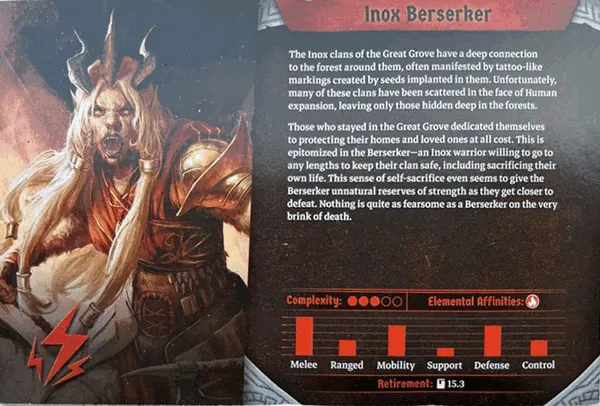 Inox Berserker
The Inox clans of the Great Grove have a deep connection
to the forest around them, often manifested by tattoo-like
markings created by seeds implanted in them. Unfortunately,
many of these clans have been scattered in the face of Human
expansion, leaving only those hidden deep in the forests.
Those who stayed in the Great Grove dedicated themselves
to protecting their homes and loved ones at all cost. This is
epitomized in the Berserker—an Inox warrior willing to go to
any lengths to keep their clan safe, including sacrificing their
own life. This sense of self-sacrifice even seems to give the
Berserker unnatural reserves of strength as they get closer to
defeat. Nothing is quite as fearsome as a Berserker on the very
brink of death.
Complexity: Elemental Affinities:
Melee Ranged Mobility Support Defense Control
Retirement: 15.3